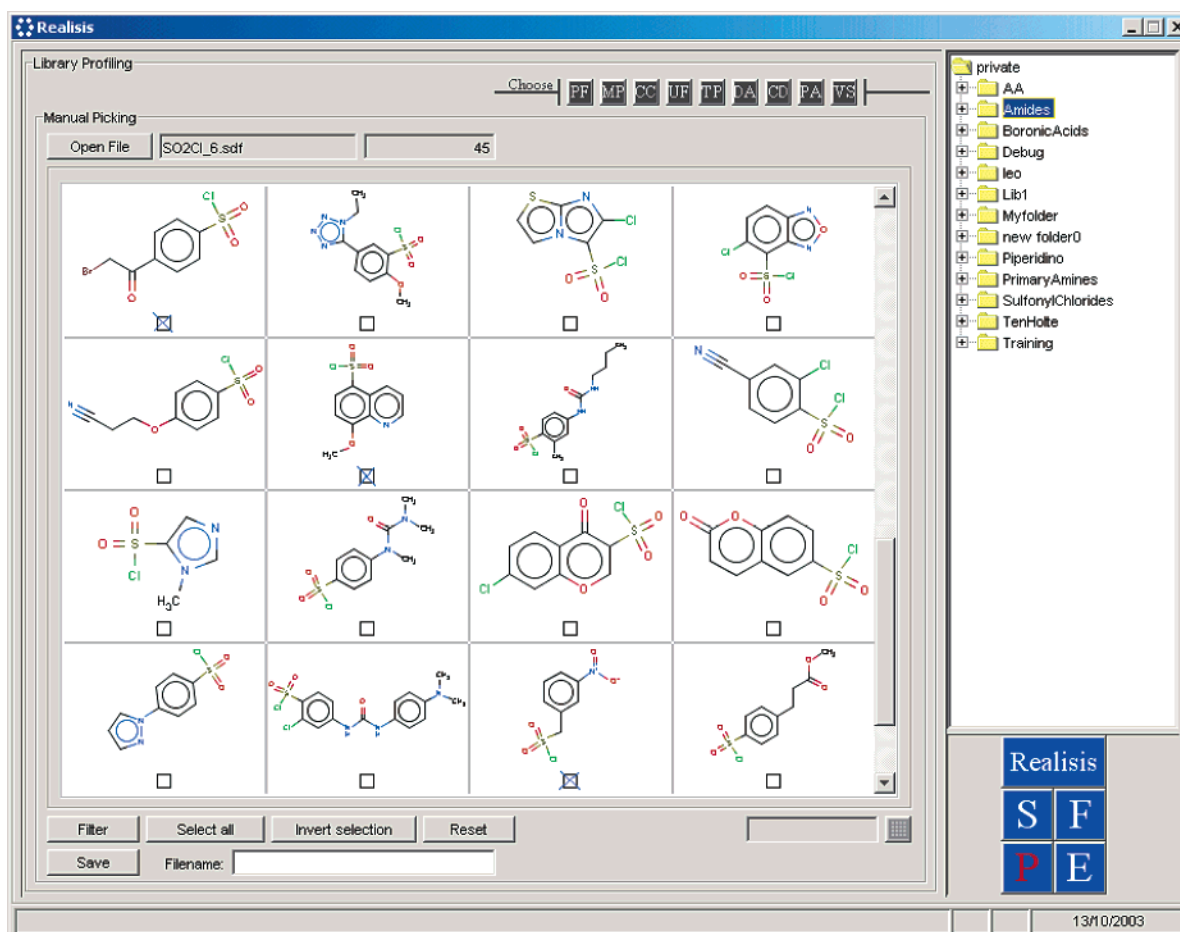 Realisis
Library Profiling
Choose PF MP CC UF TP DA CD PA VS
Manual Picking
Open File SO2Cl_6.sdf 45
private
AA
Amides
BoronicAcids
Debug
leo
Lib1
Myfolder
new folder0
Piperidino
PrimaryAmines
SulfonylChlorides
TenHolte
Training
Filter Select all Invert selection Reset
Save Filename:
Realisis
S F
P E
13/10/2003